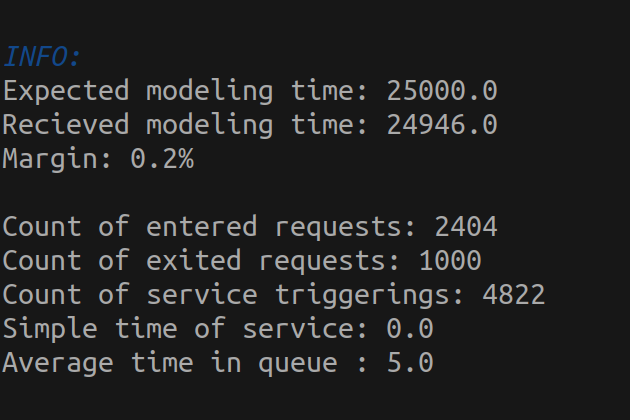 INFO:
Expected modeling time: 25000.0
Recieved modeling time: 24946.0
Margin: 0.2%
Count of entered requests: 2404
Count of exited requests: 1000
Count of service triggerings: 4822
Simple time of service: 0.0
Average time in queue : 5.0